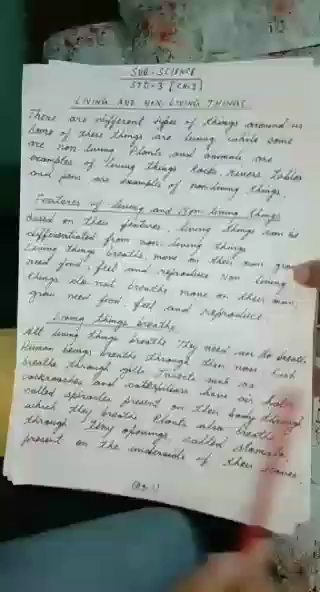 SUB - SCIENCE
STD - 3 [CH-3]
LIVING AND NON LIVING THINGS
There are different types of things around us
Some of these things are living while some
are non-living. Plants and animals are
examples of living things. Rocks, rivers tables
and pens are example of non living things.
Features of living and Non living things
Based on their features, living things can be
differentiated from non living things
Living things breathe, move on their own, grow
need food, feel and reproduce Non living
things do not breathe move on their own,
grow need food, feel and reproduce
Living things breathe
All living things breathe They need air to breath
Human beings breathe through their nose Fish
breathe through gills Insects such as
cockroaches and caterpillars have air holes
called spiracles present on their body through
which they breathe Plants also breathe
through tiny openings called stomata
present on the undersurface of their
(Pg-1)